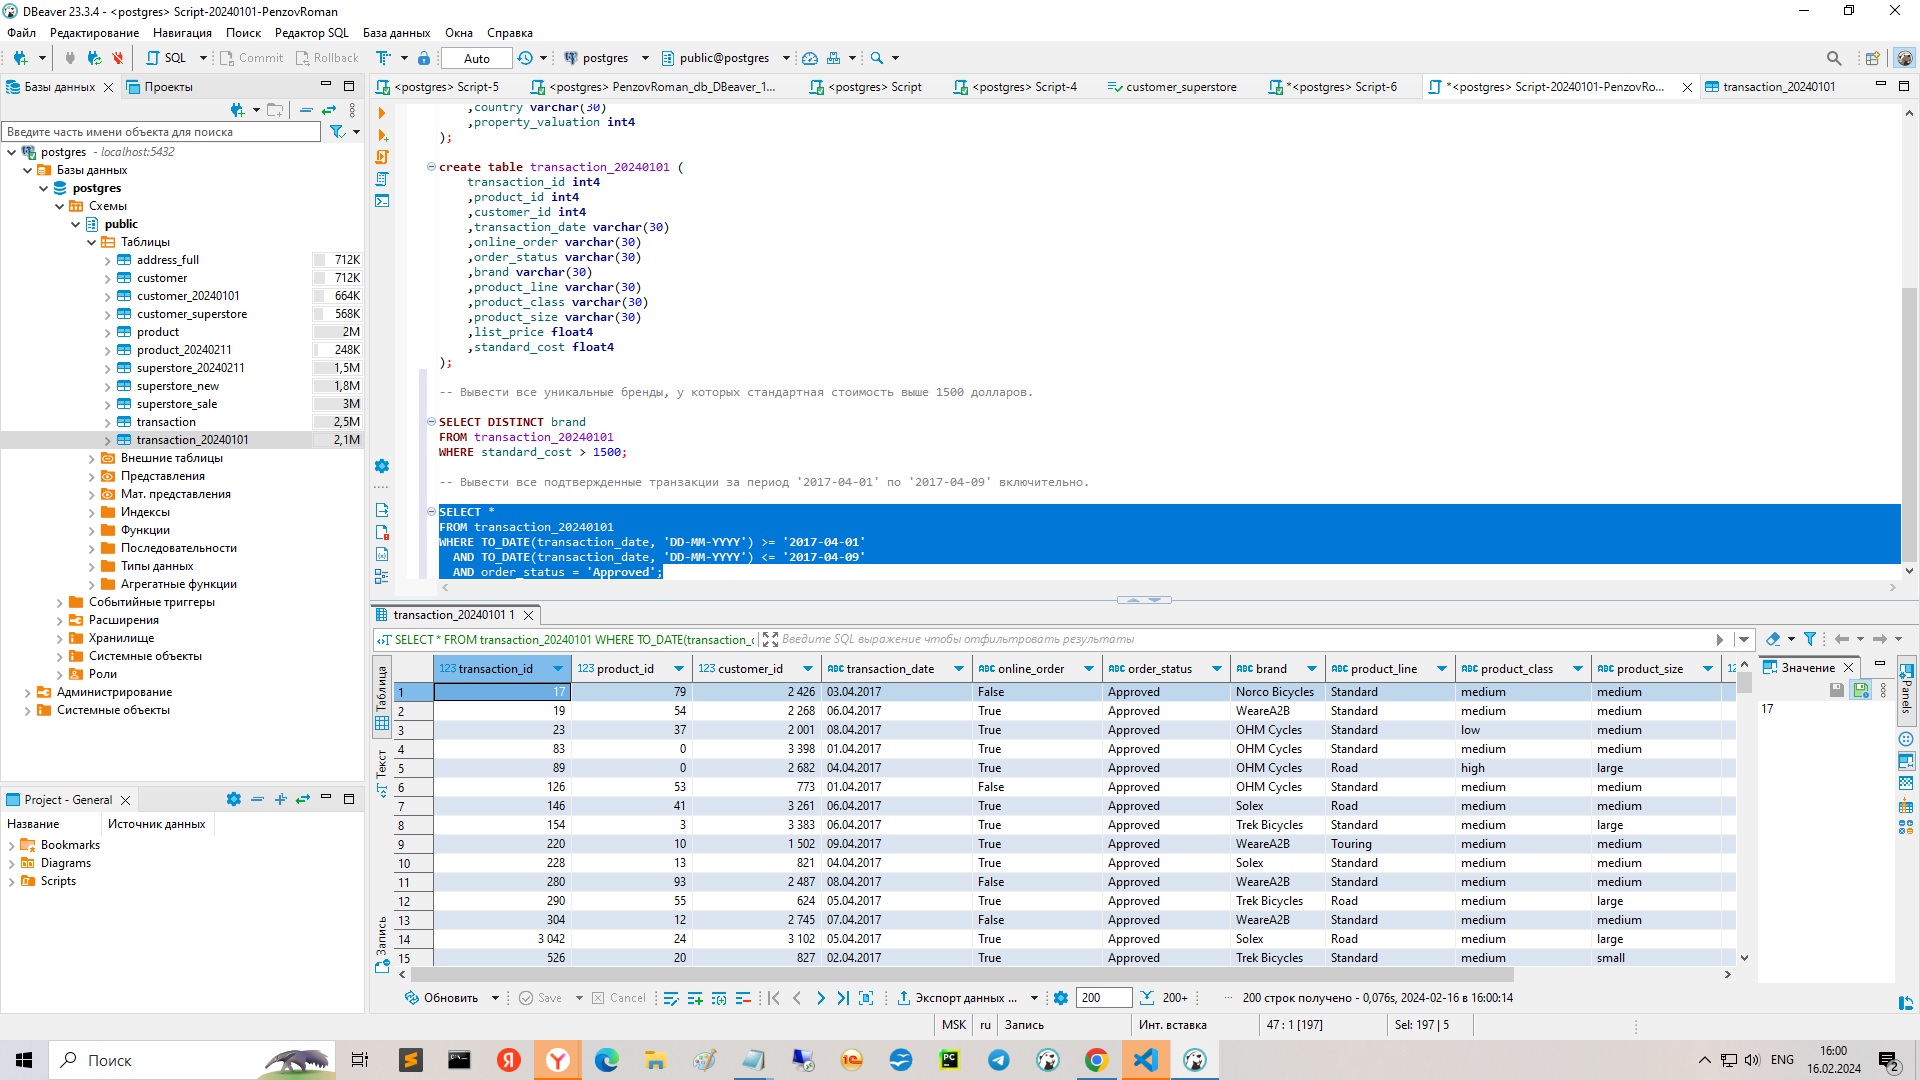 DBeaver 23.3.4 - <postgres> Script-20240101-PenzovRoman
Файл Редактирование Навигация Поиск Редактор SQL База данных Окна Справка
SQL Commit Rollback Auto postgres public@postgres
Базы данных Проекты
<postgres> Script-5 <postgres> PenzovRoman_db_DBeaver_1... <postgres> Script <postgres> Script-4 customer_superstore *<postgres> Script-6 *<postgres> Script-20240101-PenzovRo... transaction_20240101
Введите часть имени объекта для поиска
postgres - localhost:5432
Базы данных
postgres
Схемы
public
Таблицы
address_full 712K
customer 712K
customer_20240101 664K
customer_superstore 568K
product 2M
product_20240211 248K
superstore_20240211 1,5M
superstore_new 1,8M
superstore_sale 3M
transaction 2,5M
transaction_20240101 2,1M
Внешние таблицы
Представления
Мат. представления
Индексы
Функции
Последовательности
Типы данных
Агрегатные функции
Событийные триггеры
Расширения
Хранилище
Системные объекты
Роли
Администрирование
Системные объекты
Project - General
Название Источник данных
Bookmarks
Diagrams
Scripts
,country varchar(30)
,property_valuation int4
);
create table transaction_20240101 (
transaction_id int4
,product_id int4
,customer_id int4
,transaction_date varchar(30)
,online_order varchar(30)
,order_status varchar(30)
,brand varchar(30)
,product_line varchar(30)
,product_class varchar(30)
,product_size varchar(30)
,list_price float4
,standard_cost float4
);
-- Вывести все уникальные бренды, у которых стандартная стоимость выше 1500 долларов.
SELECT DISTINCT brand
FROM transaction_20240101
WHERE standard_cost > 1500;
-- Вывести все подтвержденные транзакции за период '2017-04-01' по '2017-04-09' включительно.
SELECT *
FROM transaction_20240101
WHERE TO_DATE(transaction_date, 'DD-MM-YYYY') >= '2017-04-01'
AND TO_DATE(transaction_date, 'DD-MM-YYYY') <= '2017-04-09'
AND order_status = 'Approved';
transaction_20240101 1
SELECT * FROM transaction_20240101 WHERE TO_DATE(transaction_c Введите SQL выражение чтобы отфильтровать результаты
Таблица
Текст
Запись
123 transaction_id 123 product_id 123 customer_id ABC transaction_date ABC online_order ABC order_status ABC brand ABC product_line ABC product_class ABC product_size 12
1 17 79 2 426 03.04.2017 False Approved Norco Bicycles Standard medium medium
2 19 54 2 268 06.04.2017 True Approved WeareA2B Standard medium medium
3 23 37 2 001 08.04.2017 True Approved OHM Cycles Standard low medium
4 83 0 3 398 01.04.2017 True Approved OHM Cycles Standard medium medium
5 89 0 2 682 04.04.2017 True Approved OHM Cycles Road high large
6 126 53 773 01.04.2017 False Approved OHM Cycles Standard medium medium
7 146 41 3 261 06.04.2017 True Approved Solex Road medium medium
8 154 3 3 383 06.04.2017 True Approved Trek Bicycles Standard medium large
9 220 10 1 502 09.04.2017 True Approved WeareA2B Touring medium medium
10 228 13 821 04.04.2017 True Approved Solex Standard medium medium
11 280 93 2 487 08.04.2017 False Approved WeareA2B Standard medium medium
12 290 55 624 05.04.2017 True Approved Trek Bicycles Road medium large
13 304 12 2 745 07.04.2017 False Approved WeareA2B Standard medium medium
14 3 042 24 3 102 05.04.2017 True Approved Solex Road medium large
15 526 20 827 02.04.2017 True Approved Trek Bicycles Standard medium small
Значение
17
Panels
Обновить Save Cancel Экспорт данных ... 200 200+ ... 200 строк получено - 0,076s, 2024-02-16 в 16:00:14
MSK ru Запись Инт. вставка 47 : 1 [197] Sel: 197 | 5
Поиск
ENG
16:00
16.02.2024
2